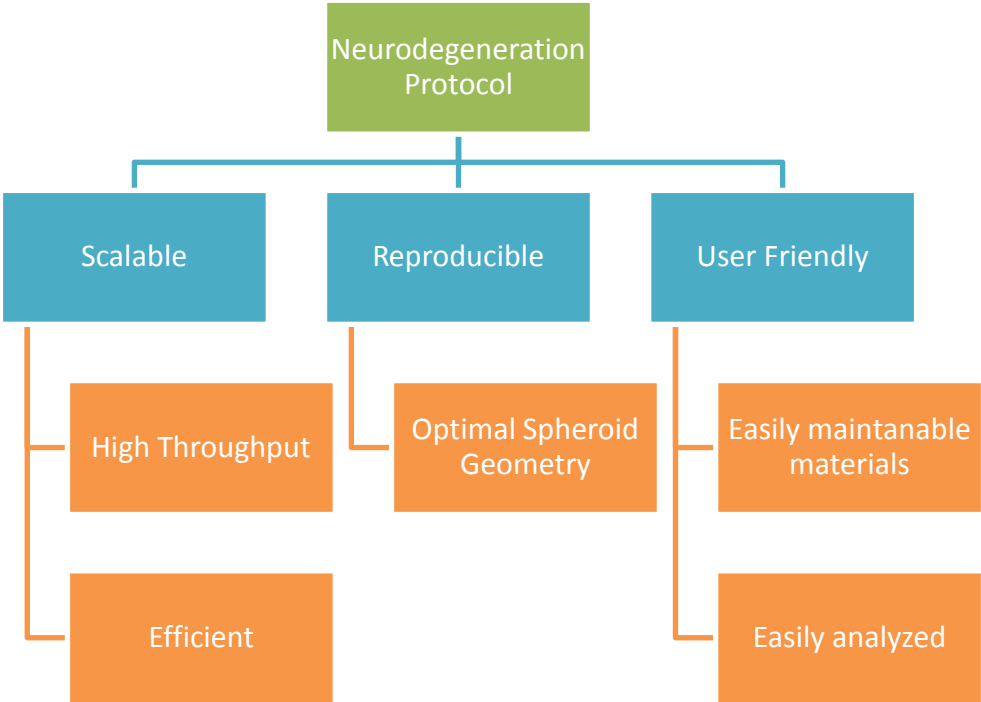 Neurodegeneration
Protocol
Scalable
Reproducible
User Friendly
High Throughput
Optimal Spheroid
Geometry
Easily maintanable
materials
Efficient
Easily analyzed